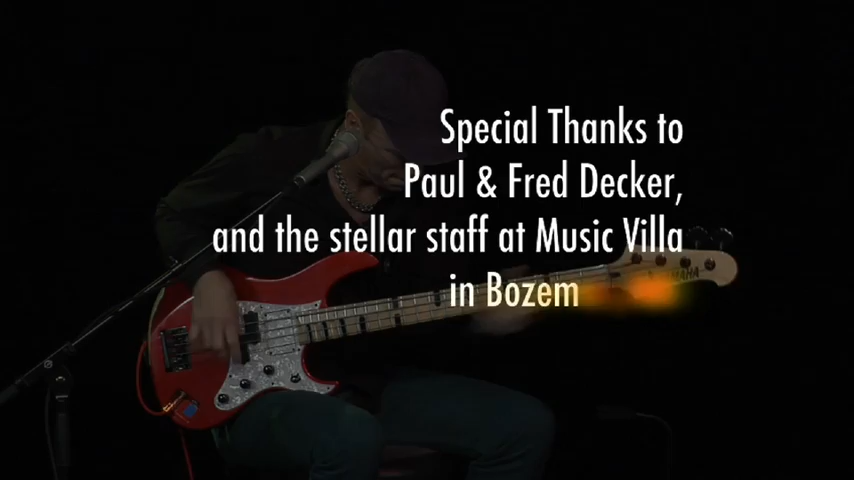 Special Thanks to
Paul & Fred Decker,
and the stellar staff at Music Villa
in Bozem
YAMAHA